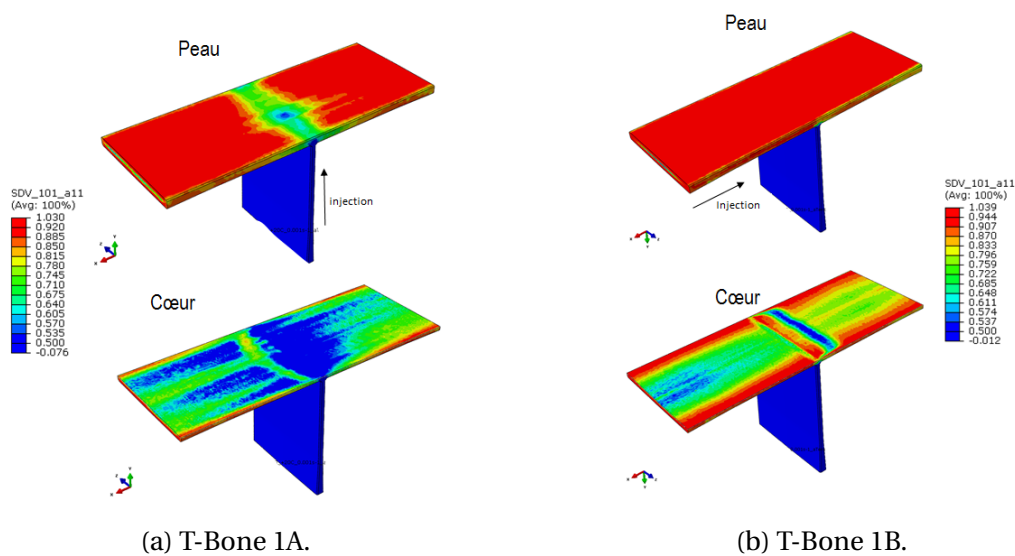 Peau
injection
SDV_101_a11
(Avg: 100%)
1.030
0.920
0.885
0.850
0.815
0.780
0.745
0.710
0.675
0.640
0.605
0.570
0.535
0.500
-0.076
Cœur
(a) T-Bone 1A.
Peau
Injection
SDV_101_a11
(Avg: 100%)
1.039
0.944
0.907
0.870
0.833
0.796
0.759
0.722
0.685
0.648
0.611
0.574
0.537
0.500
-0.012
Cœur
(b) T-Bone 1B.